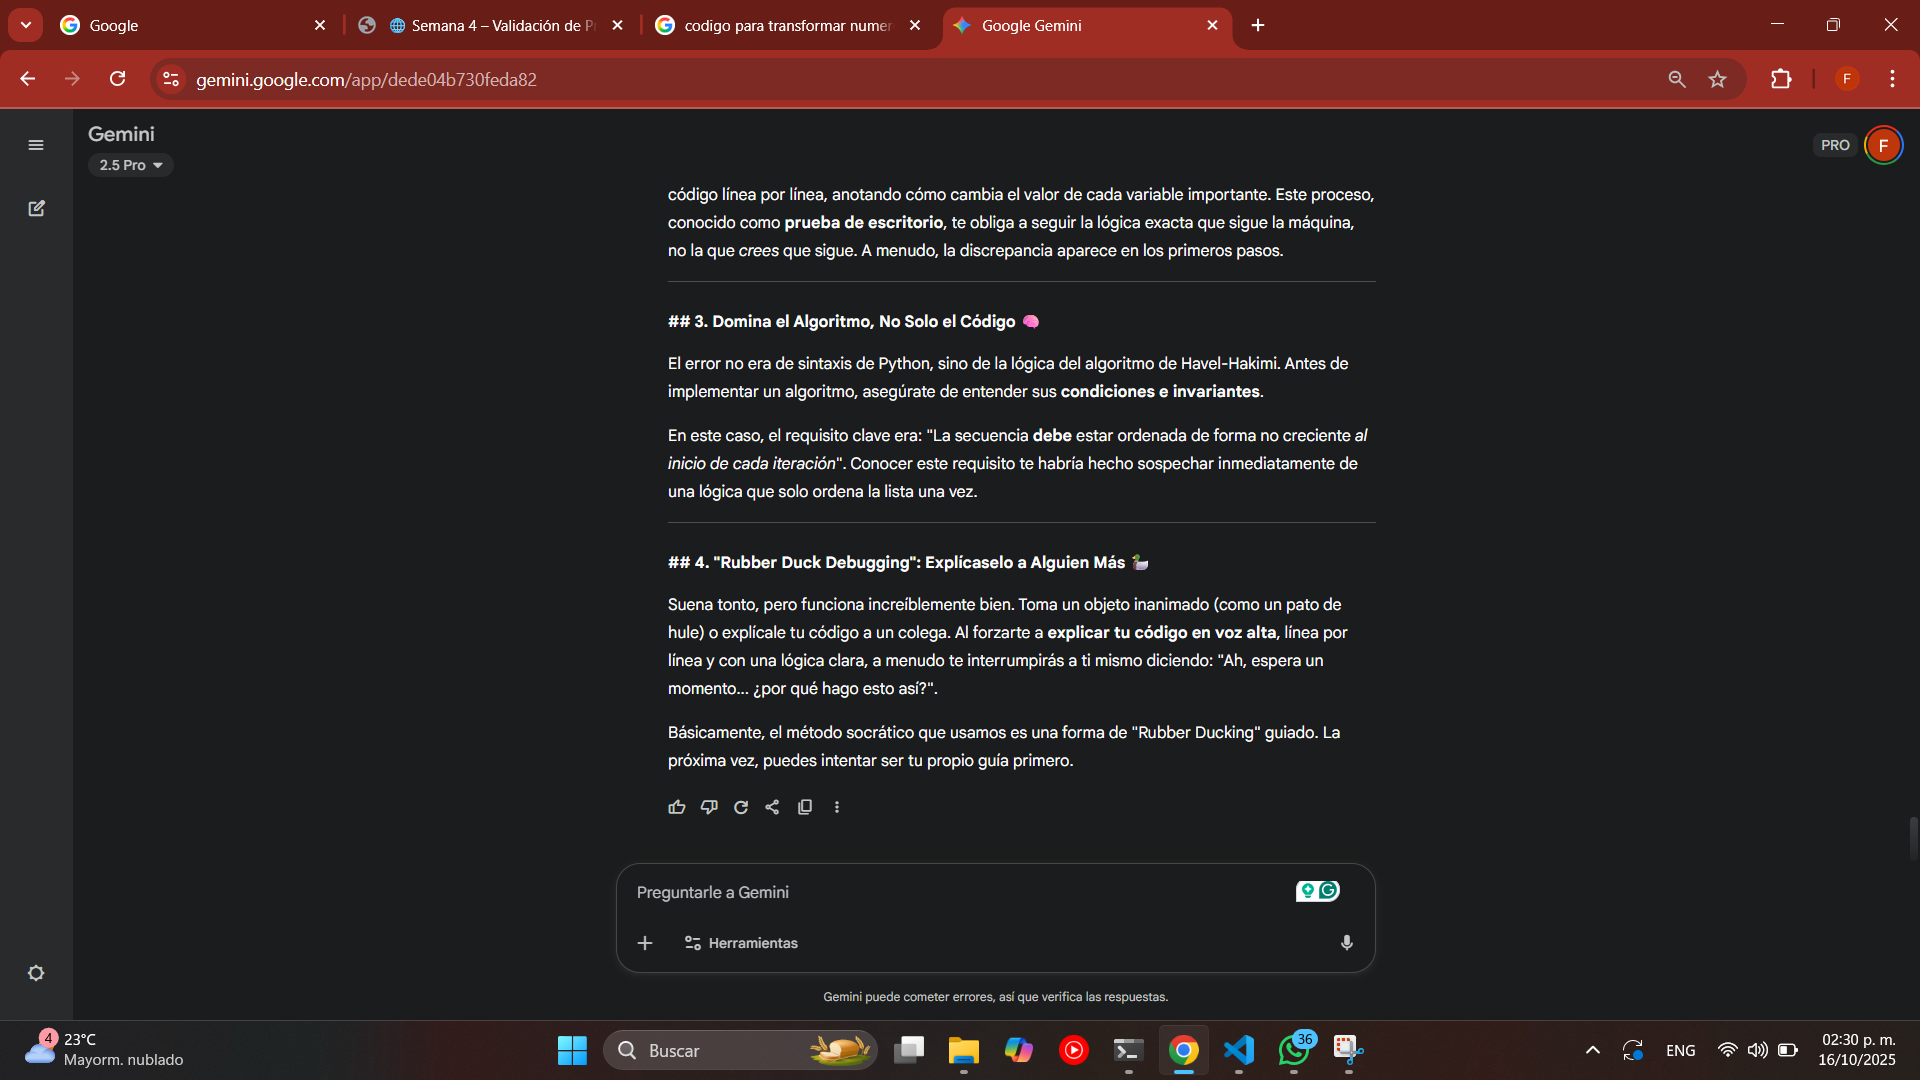 Google
Semana 4 – Validación de P
codigo para transformar numer
Google Gemini
gemini.google.com/app/dede04b730feda82
F
Gemini
2.5 Pro
PRO
F
código línea por línea, anotando cómo cambia el valor de cada variable importante. Este proceso,
conocido como prueba de escritorio, te obliga a seguir la lógica exacta que sigue la máquina,
no la que crees que sigue. A menudo, la discrepancia aparece en los primeros pasos.
## 3. Domina el Algoritmo, No Solo el Código 🧠
El error no era de sintaxis de Python, sino de la lógica del algoritmo de Havel-Hakimi. Antes de
implementar un algoritmo, asegúrate de entender sus condiciones e invariantes.
En este caso, el requisito clave era: "La secuencia debe estar ordenada de forma no creciente al
inicio de cada iteración". Conocer este requisito te habría hecho sospechar inmediatamente de
una lógica que solo ordena la lista una vez.
## 4. "Rubber Duck Debugging": Explícaselo a Alguien Más 🦆
Suena tonto, pero funciona increíblemente bien. Toma un objeto inanimado (como un pato de
hule) o explícale tu código a un colega. Al forzarte a explicar tu código en voz alta, línea por
línea y con una lógica clara, a menudo te interrumpirás a ti mismo diciendo: "Ah, espera un
momento... ¿por qué hago esto así?".
Básicamente, el método socrático que usamos es una forma de "Rubber Ducking" guiado. La
próxima vez, puedes intentar ser tu propio guía primero.
Preguntarle a Gemini
Herramientas
Gemini puede cometer errores, así que verifica las respuestas.
4
23°C
Mayorm. nublado
Buscar
36
ENG
02:30 p. m.
16/10/2025